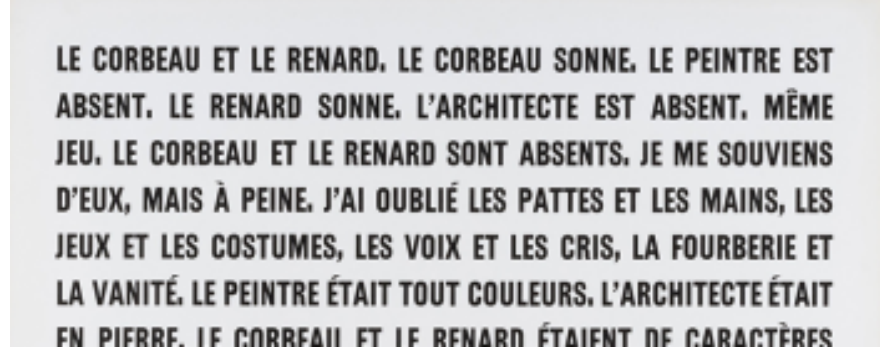 LE CORBEAU ET LE RENARD. LE CORBEAU SONNE. LE PEINTRE EST
ABSENT. LE RENARD SONNE. L'ARCHITECTE EST ABSENT. MÊME
JEU. LE CORBEAU ET LE RENARD SONT ABSENTS. JE ME SOUVIENS
D'EUX, MAIS À PEINE. J'AI OUBLIÉ LES PATTES ET LES MAINS, LES
JEUX ET LES COSTUMES, LES VOIX ET LES CRIS, LA FOURBERIE ET
LA VANITÉ. LE PEINTRE ÉTAIT TOUT COULEURS. L'ARCHITECTE ÉTAIT
EN PIERRE. LE CORBEAU ET LE RENARD ÉTAIENT DE CARACTÈRES